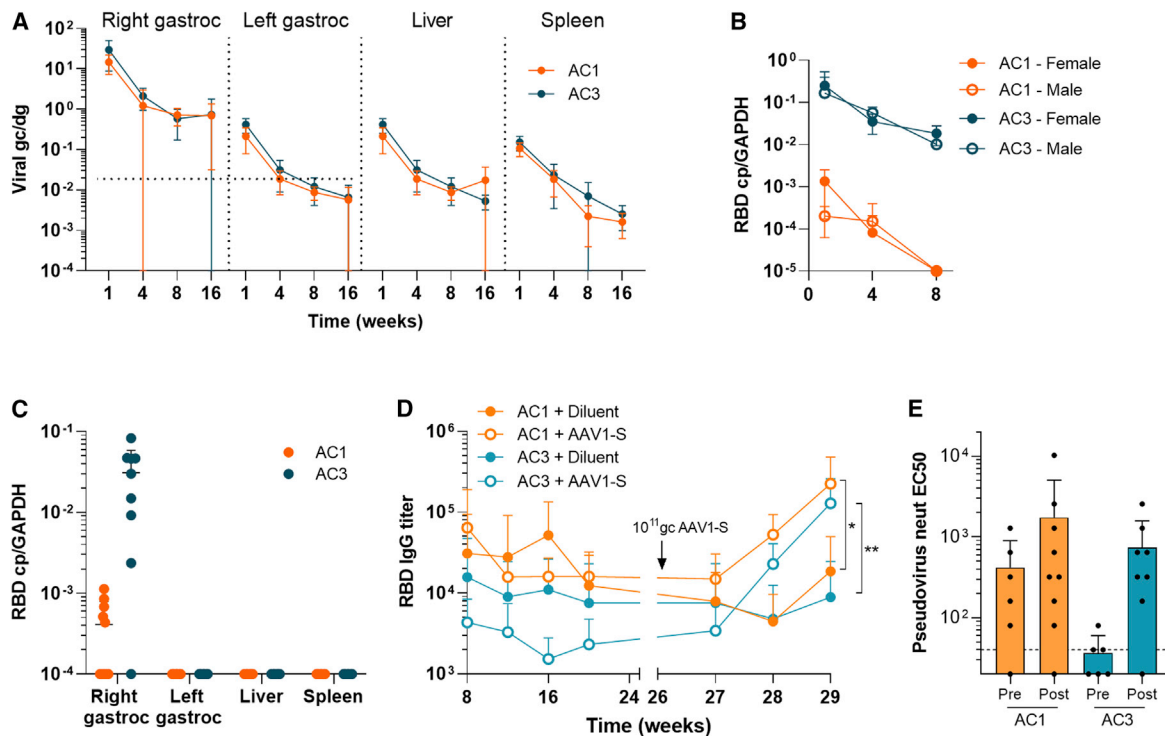 A
Right gastroc Left gastroc Liver Spleen
Viral gc/dg
10² 10¹ 10⁰ 10⁻¹ 10⁻² 10⁻³ 10⁻⁴
AC1
AC3
1 4 8 16 1 4 8 16 1 4 8 16 1 4 8 16
Time (weeks)
B
RBD cp/GAPDH
10⁰ 10⁻¹ 10⁻² 10⁻³ 10⁻⁴ 10⁻⁵
0 4 8
AC1 - Female
AC1 - Male
AC3 - Female
AC3 - Male
C
RBD cp/GAPDH
10⁰ 10⁻¹ 10⁻² 10⁻³ 10⁻⁴
AC1
AC3
Right Left Liver Spleen
gastroc gastroc
D
AC1 + Diluent
AC1 + AAV1-S
AC3 + Diluent
AC3 + AAV1-S
RBD IgG titer
10⁶ 10⁵ 10⁴ 10³
10¹¹gc AAV1-S
*
**
8 16 24 26 27 28 29
Time (weeks)
E
Pseudovirus neut EC50
10⁴ 10³ 10²
Pre Post Pre Post
AC1 AC3